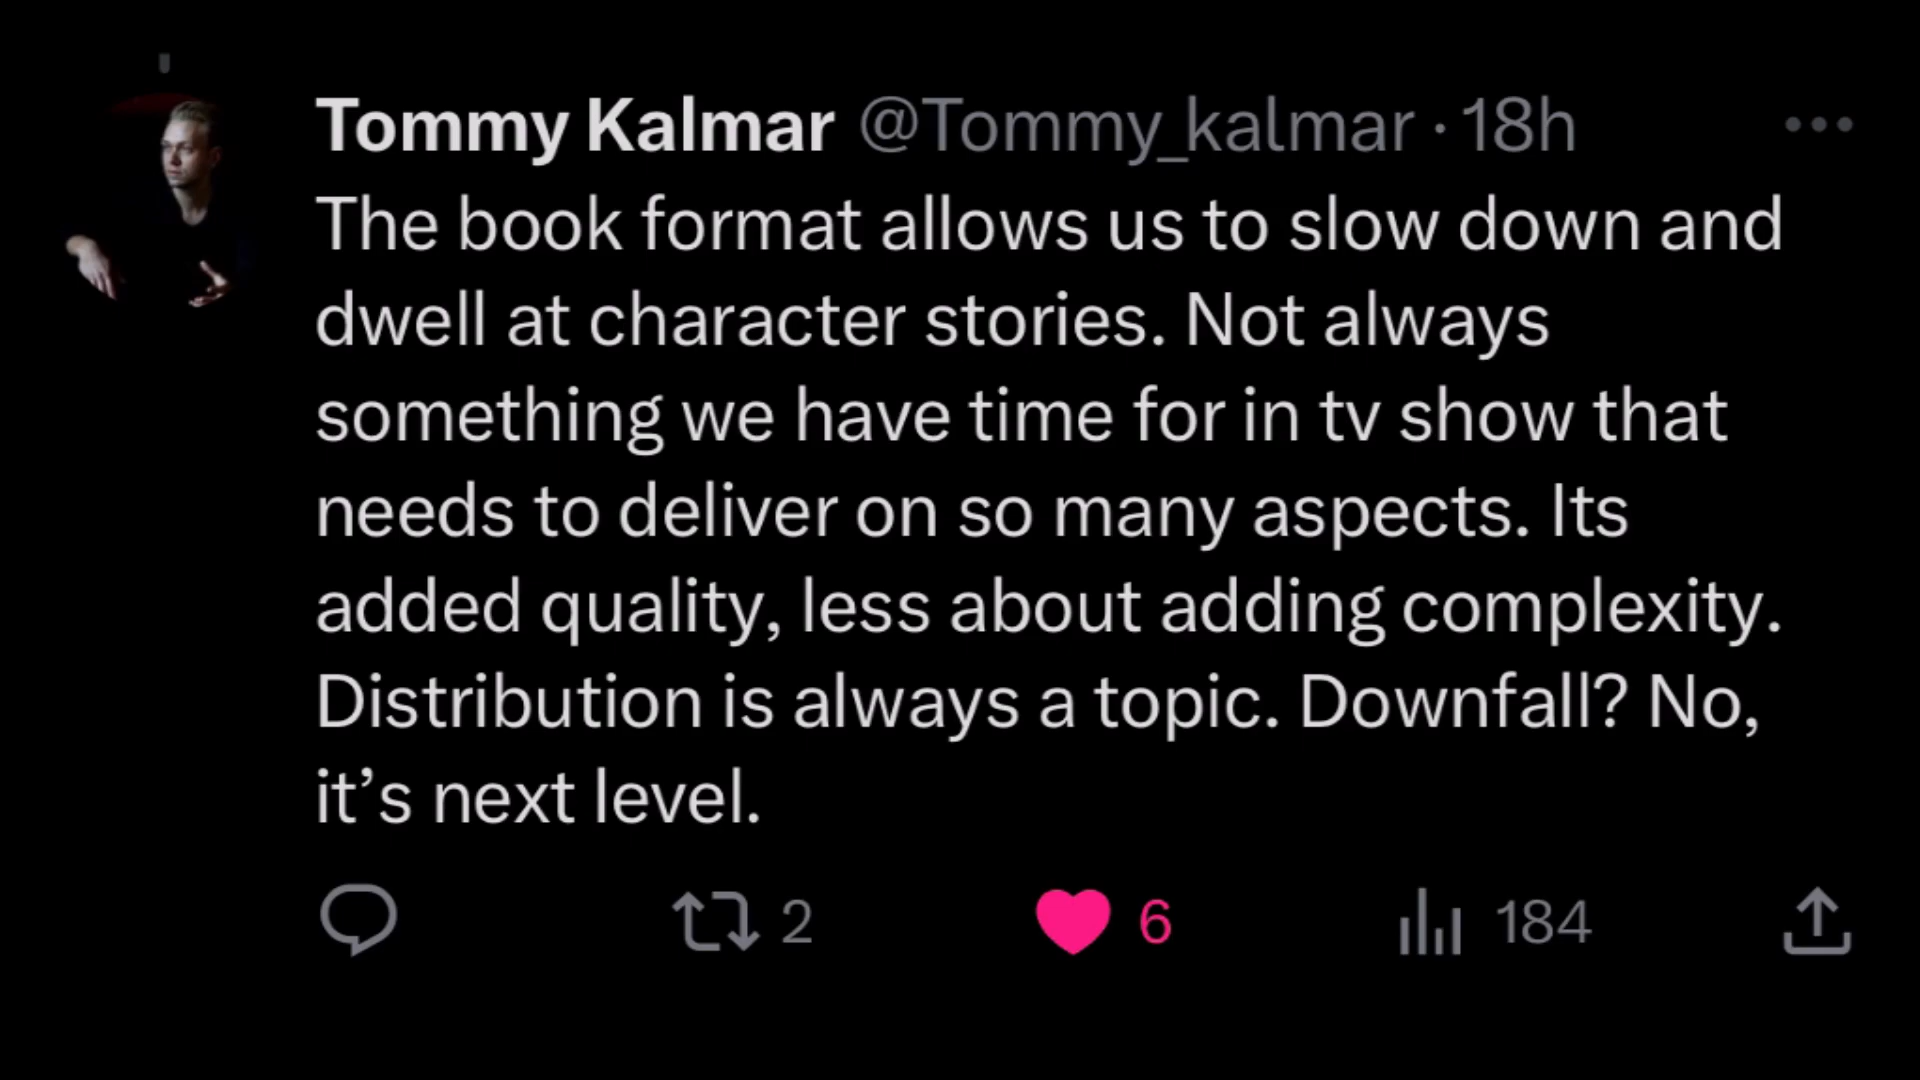 Tommy Kalmar @Tommy_kalmar · 18h
The book format allows us to slow down and
dwell at character stories. Not always
something we have time for in tv show that
needs to deliver on so many aspects. Its
added quality, less about adding complexity.
Distribution is always a topic. Downfall? No,
it’s next level.
2 6 184